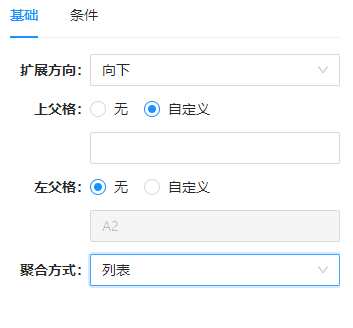 基础 条件
扩展方向： 向下
上父格： 无 自定义
左父格： 无 自定义
A2
聚合方式： 列表